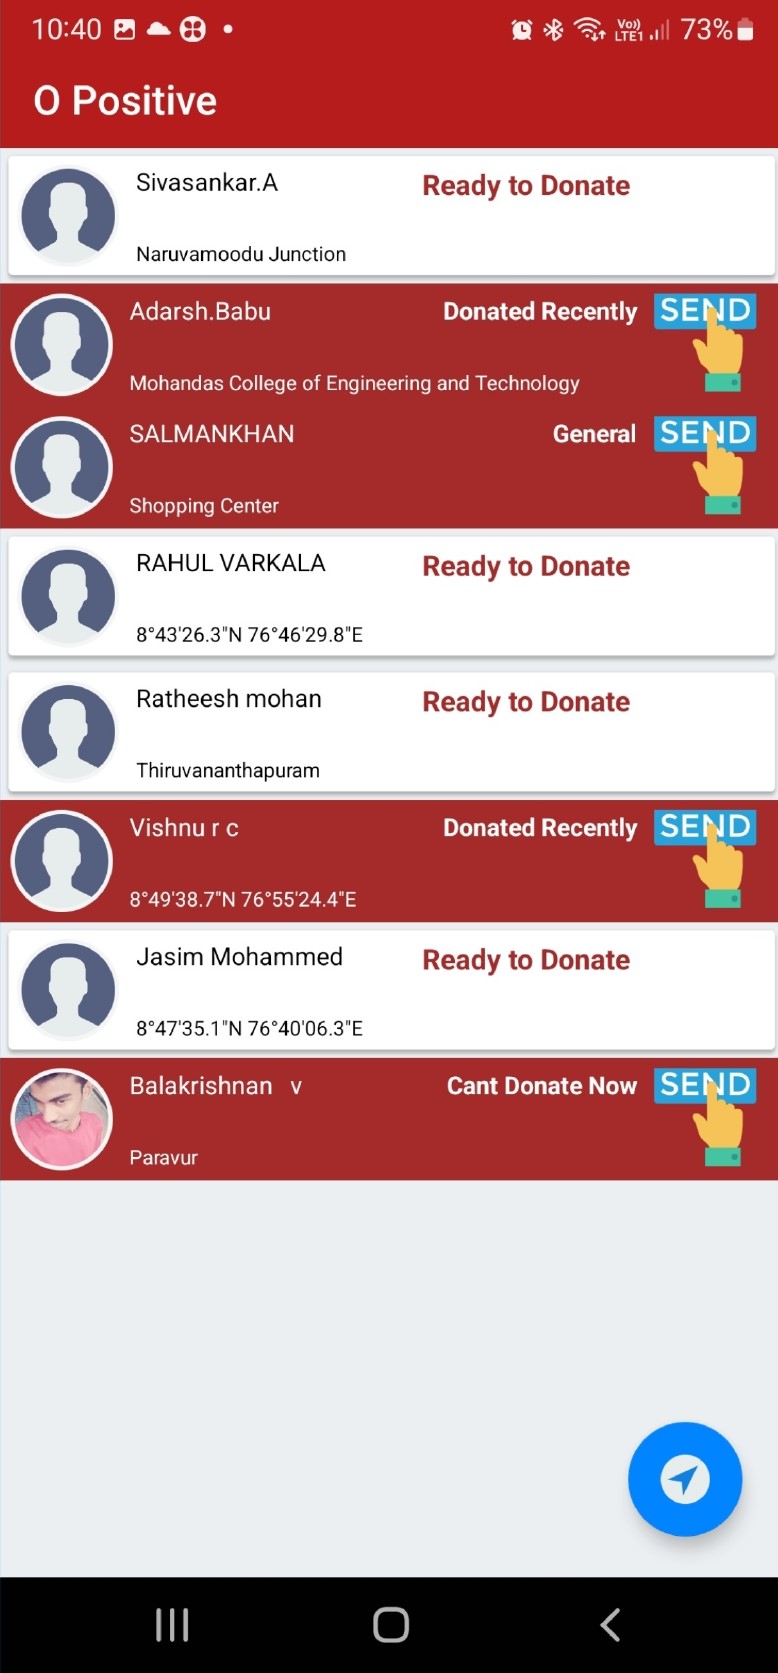 10:40 Vo)) LTE1 73%
O Positive
Sivasankar.A Ready to Donate
Naruvamoodu Junction
Adarsh.Babu Donated Recently SEND
Mohandas College of Engineering and Technology
SALMANKHAN General SEND
Shopping Center
RAHUL VARKALA Ready to Donate
8°43'26.3"N 76°46'29.8"E
Ratheesh mohan Ready to Donate
Thiruvananthapuram
Vishnu r c Donated Recently SEND
8°49'38.7"N 76°55'24.4"E
Jasim Mohammed Ready to Donate
8°47'35.1"N 76°40'06.3"E
Balakrishnan v Cant Donate Now SEND
Paravur